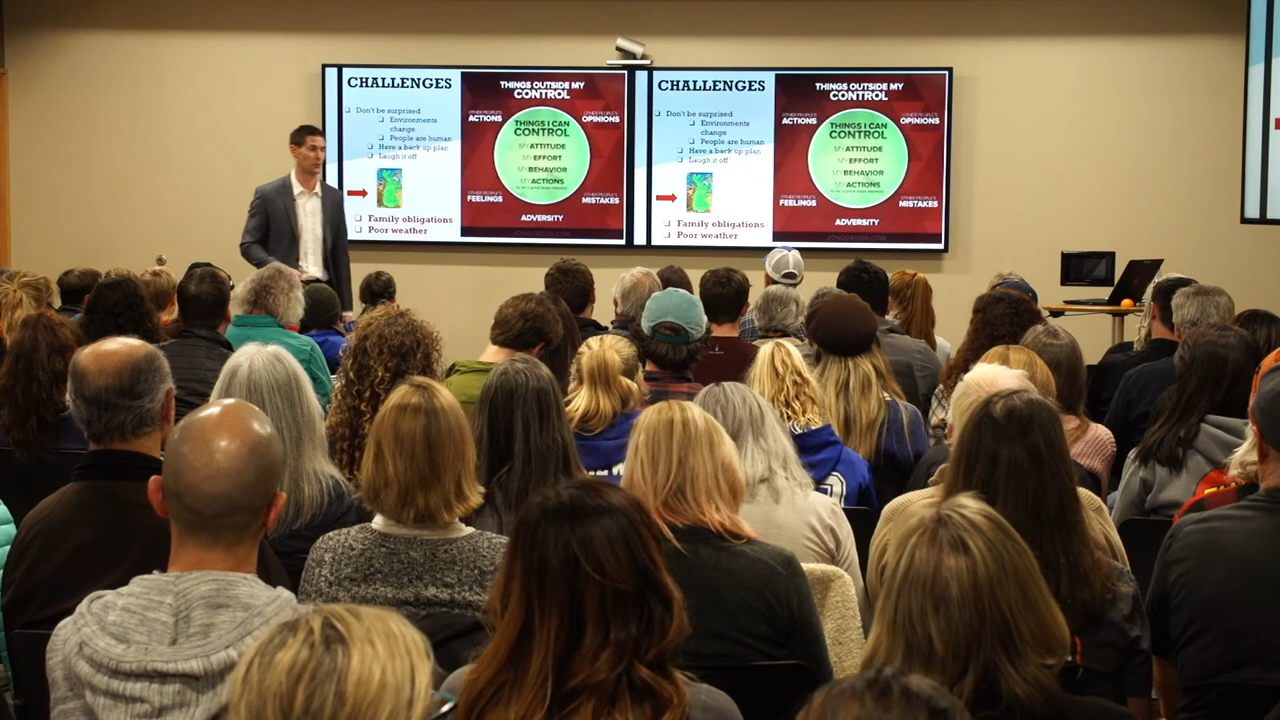 CHALLENGES
❑ Don't be surprised
❑ Environments
change
❑ People are human
❑ Have a back up plan
❑ Laugh it off
❑ Family obligations
❑ Poor weather
THINGS OUTSIDE MY
CONTROL
OTHER PEOPLE'S
ACTIONS
OTHER PEOPLE'S
OPINIONS
THINGS I CAN
CONTROL
MY ATTITUDE
MY EFFORT
MY BEHAVIOR
MY ACTIONS
OTHER PEOPLE'S
FEELINGS
OTHER PEOPLE'S
MISTAKES
ADVERSITY
CHALLENGES
❑ Don't be surprised
❑ Environments
change
❑ People are human
❑ Have a back up plan
❑ Laugh it off
❑ Family obligations
❑ Poor weather
THINGS OUTSIDE MY
CONTROL
OTHER PEOPLE'S
ACTIONS
OTHER PEOPLE'S
OPINIONS
THINGS I CAN
CONTROL
MY ATTITUDE
MY EFFORT
MY BEHAVIOR
MY ACTIONS
OTHER PEOPLE'S
FEELINGS
OTHER PEOPLE'S
MISTAKES
ADVERSITY